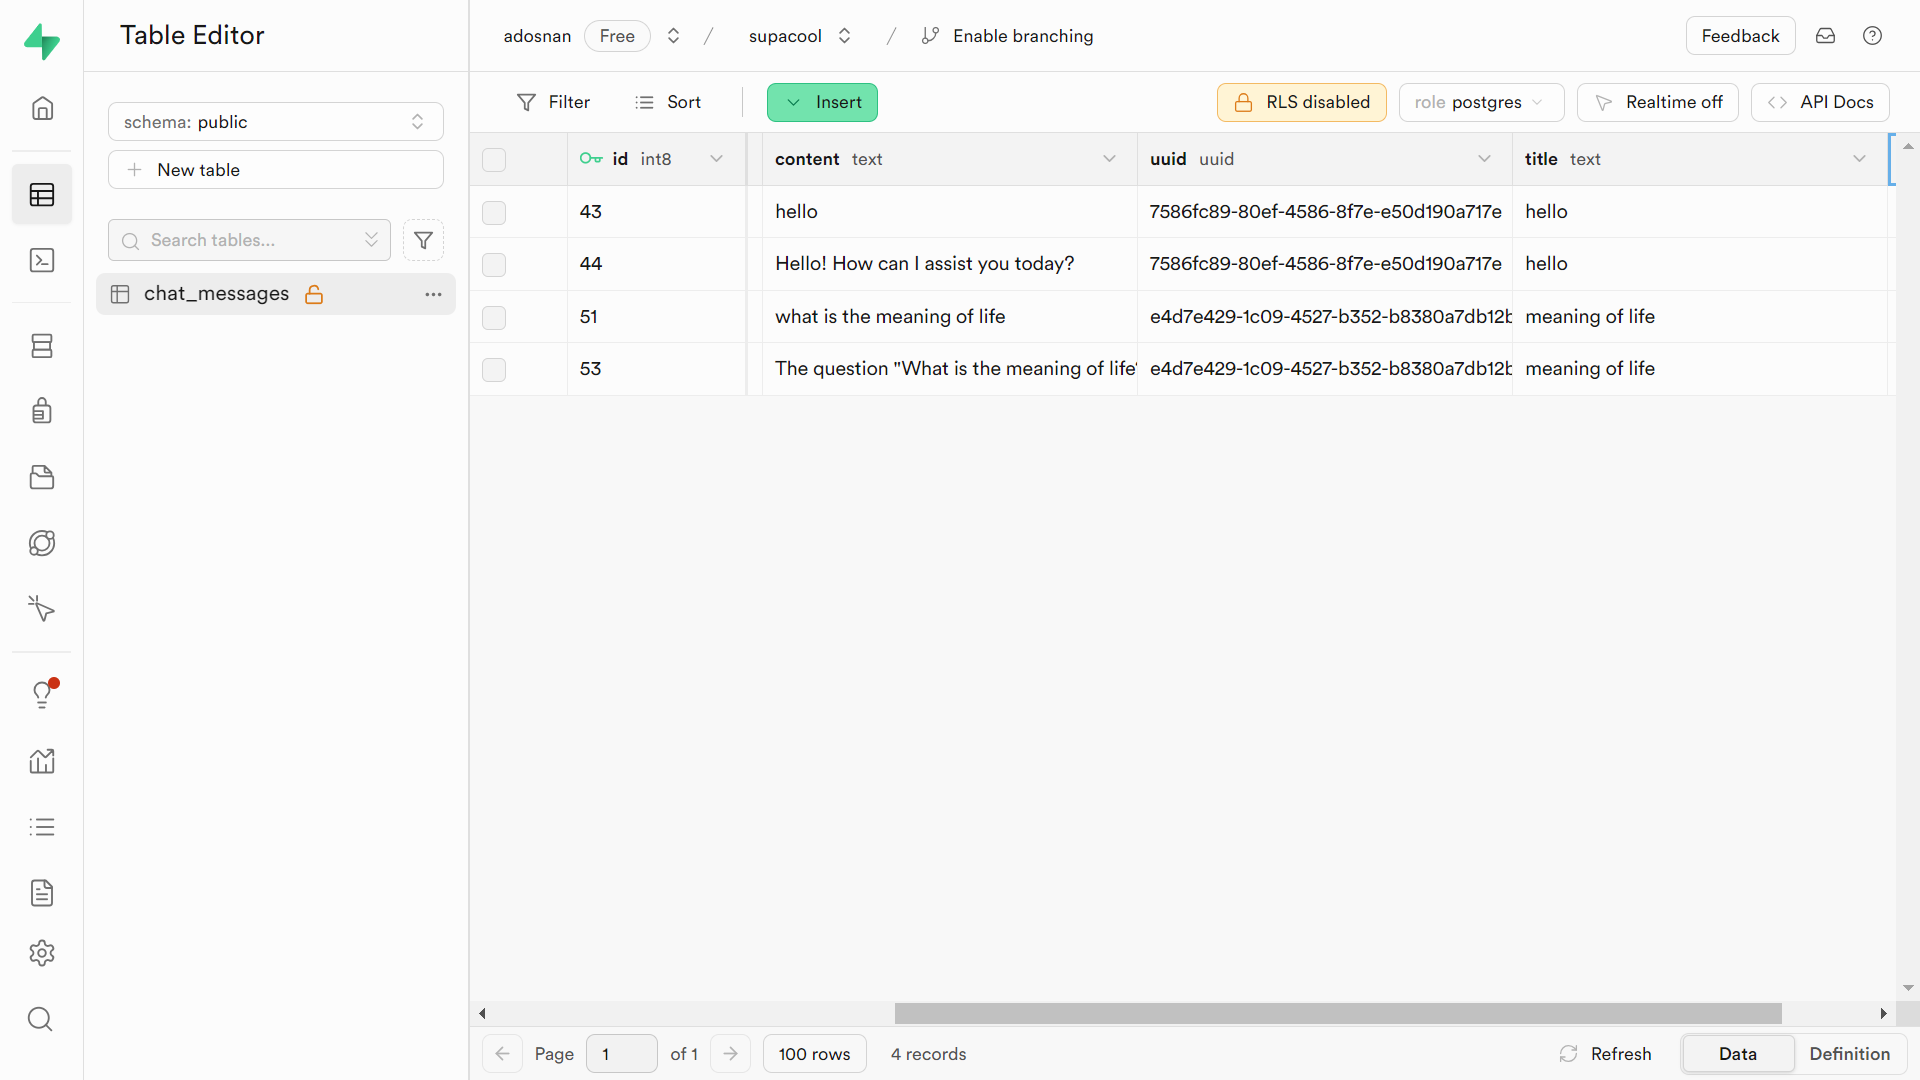 Table Editor
adosnan Free / supacool / Enable branching
Feedback
schema: public
New table
Search tables...
chat_messages
Filter Sort Insert RLS disabled role postgres Realtime off API Docs
id int8 content text uuid uuid title text
43 hello 7586fc89-80ef-4586-8f7e-e50d190a717e hello
44 Hello! How can I assist you today? 7586fc89-80ef-4586-8f7e-e50d190a717e hello
51 what is the meaning of life e4d7e429-1c09-4527-b352-b8380a7db12b meaning of life
53 The question "What is the meaning of life? e4d7e429-1c09-4527-b352-b8380a7db12b meaning of life
Page 1 of 1 100 rows 4 records Refresh Data Definition